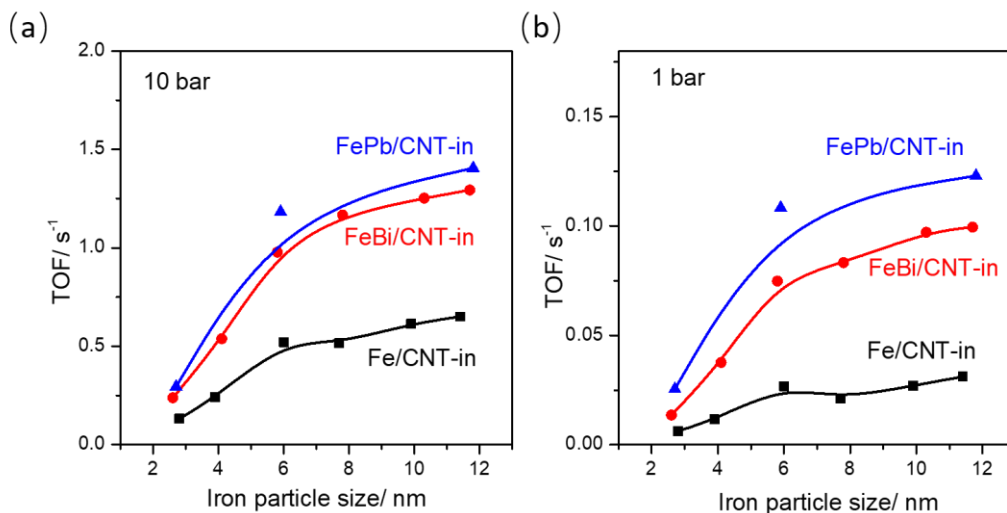 (a)
2.0
1.5
1.0
0.5
0.0
TOF/ s⁻¹
10 bar
FePb/CNT-in
FeBi/CNT-in
Fe/CNT-in
2 4 6 8 10 12
Iron particle size/ nm
(b)
0.15
0.10
0.05
0.00
TOF/ s⁻¹
1 bar
FePb/CNT-in
FeBi/CNT-in
Fe/CNT-in
2 4 6 8 10 12
Iron particle size/ nm